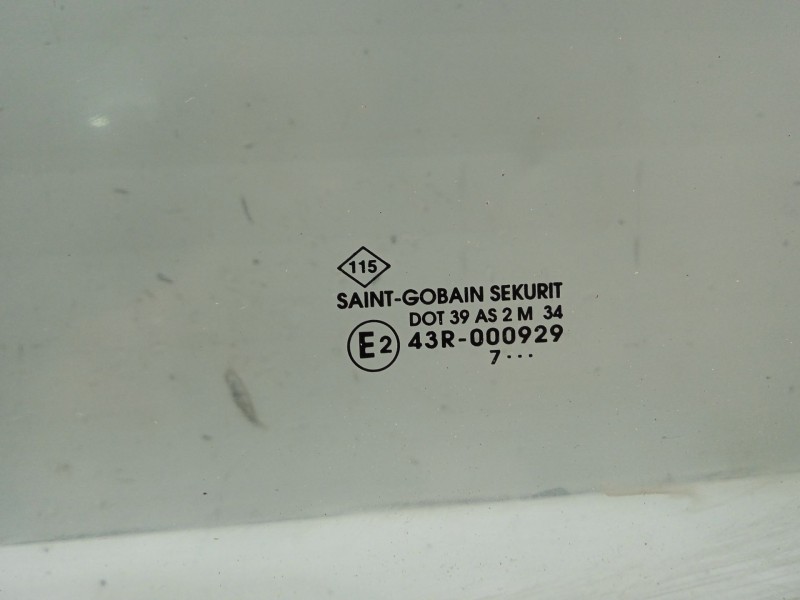 115
SAINT-GOBAIN SEKURIT
DOT 39 AS 2 M 34
E2 43R-000929
7···